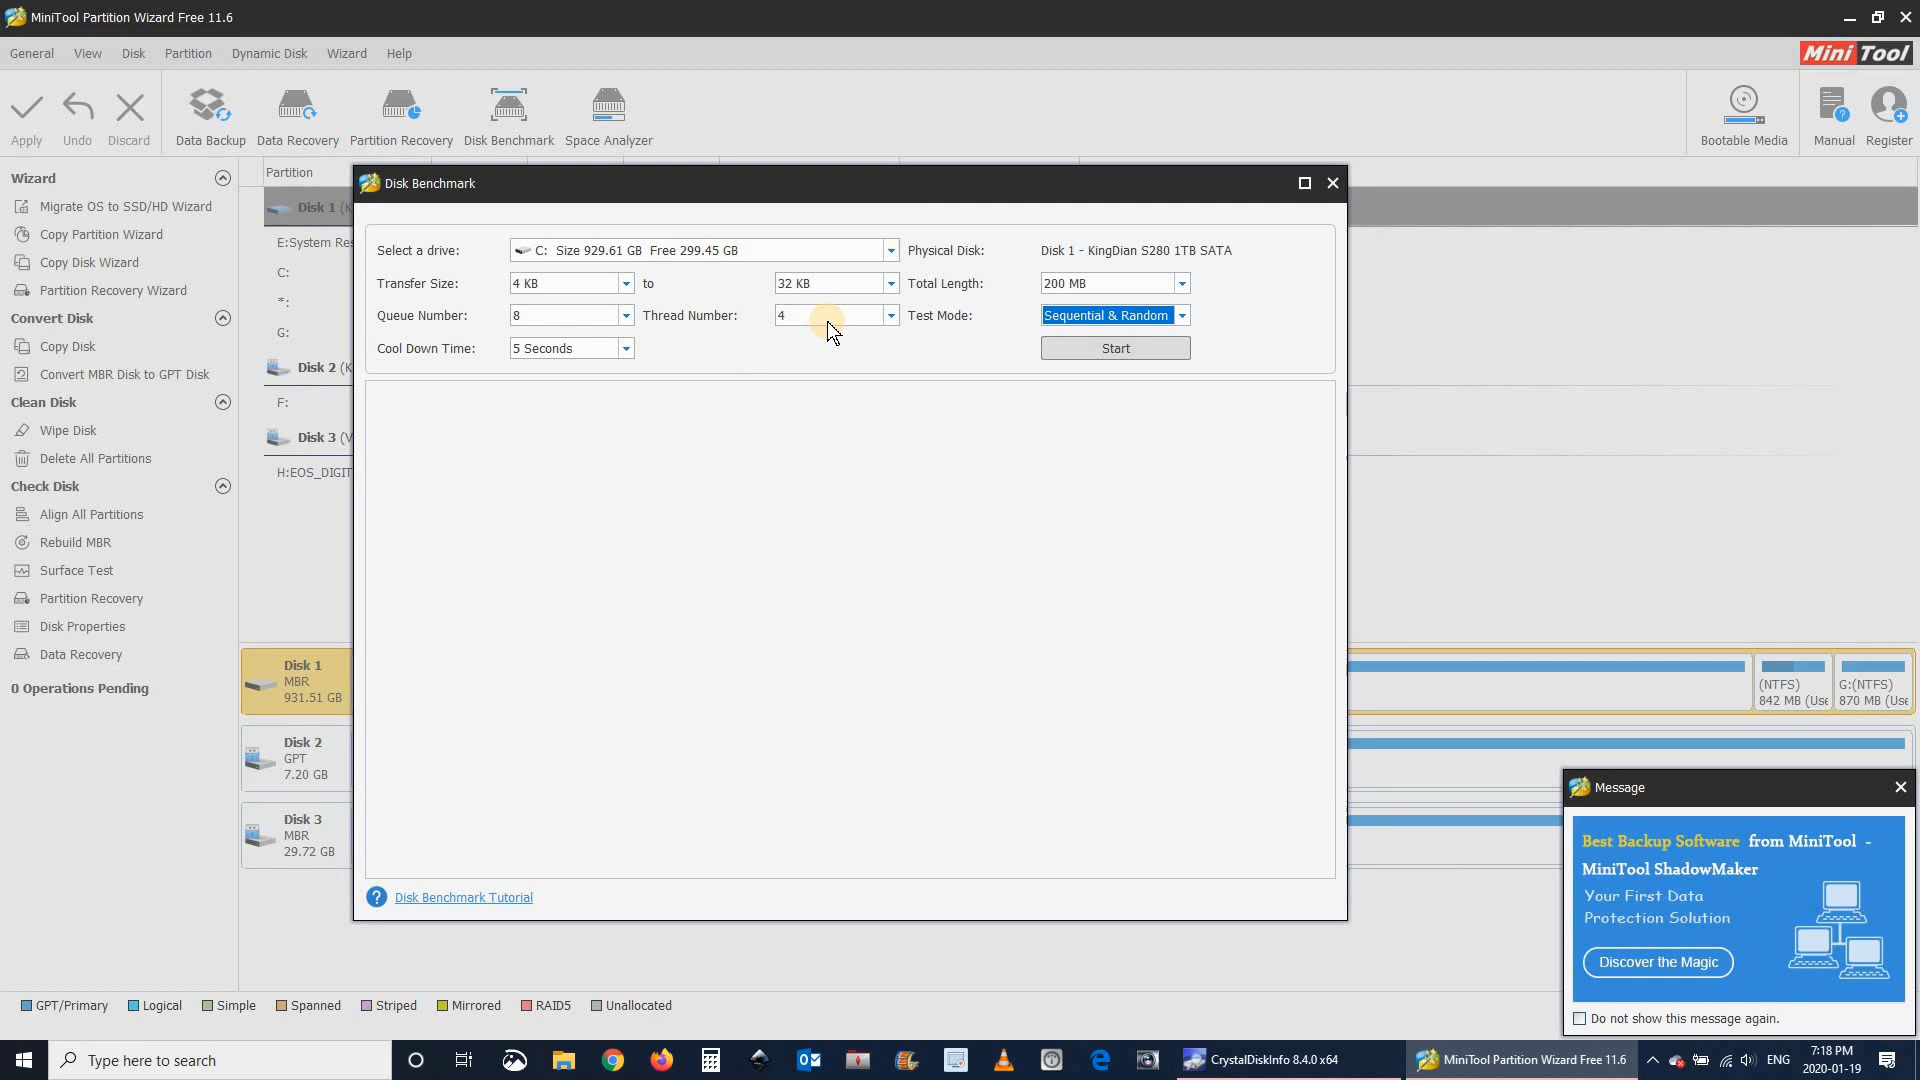 MiniTool Partition Wizard Free 11.6
General View Disk Partition Dynamic Disk Wizard Help
Mini Tool
Apply Undo Discard Data Backup Data Recovery Partition Recovery Disk Benchmark Space Analyzer Bootable Media Manual Register
Wizard
Migrate OS to SSD/HD Wizard
Copy Partition Wizard
Copy Disk Wizard
Partition Recovery Wizard
Convert Disk
Copy Disk
Convert MBR Disk to GPT Disk
Clean Disk
Wipe Disk
Delete All Partitions
Check Disk
Align All Partitions
Rebuild MBR
Surface Test
Partition Recovery
Disk Properties
Data Recovery
0 Operations Pending
Partition
Disk 1 (K
E:System Res
C:
*:
G:
Disk 2 (K
F:
Disk 3 (V
H:EOS_DIGIT
Disk Benchmark
Select a drive: C: Size 929.61 GB Free 299.45 GB Physical Disk: Disk 1 - KingDian S280 1TB SATA
Transfer Size: 4 KB to 32 KB Total Length: 200 MB
Queue Number: 8 Thread Number: 4 Test Mode: Sequential & Random
Cool Down Time: 5 Seconds Start
Disk Benchmark Tutorial
Disk 1
MBR
931.51 GB
(NTFS)
842 MB (Use
G:(NTFS)
870 MB (Use
Disk 2
GPT
7.20 GB
Disk 3
MBR
29.72 GB
Message
Best Backup Software from MiniTool -
MiniTool ShadowMaker
Your First Data
Protection Solution
Discover the Magic
Do not show this message again.
GPT/Primary Logical Simple Spanned Striped Mirrored RAID5 Unallocated
Type here to search
CrystalDiskInfo 8.4.0 x64
MiniTool Partition Wizard Free 11.6
ENG
7:18 PM
2020-01-19